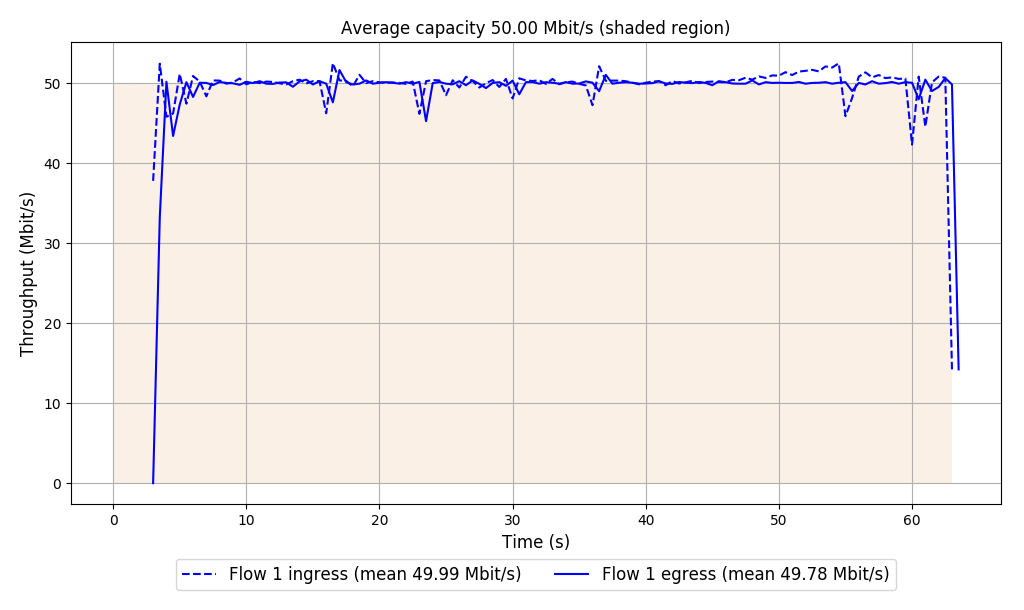 Average capacity 50.00 Mbit/s (shaded region)
Throughput (Mbit/s)
50
40
30
20
10
0
0 10 20 30 40 50 60
Time (s)
Flow 1 ingress (mean 49.99 Mbit/s) Flow 1 egress (mean 49.78 Mbit/s)